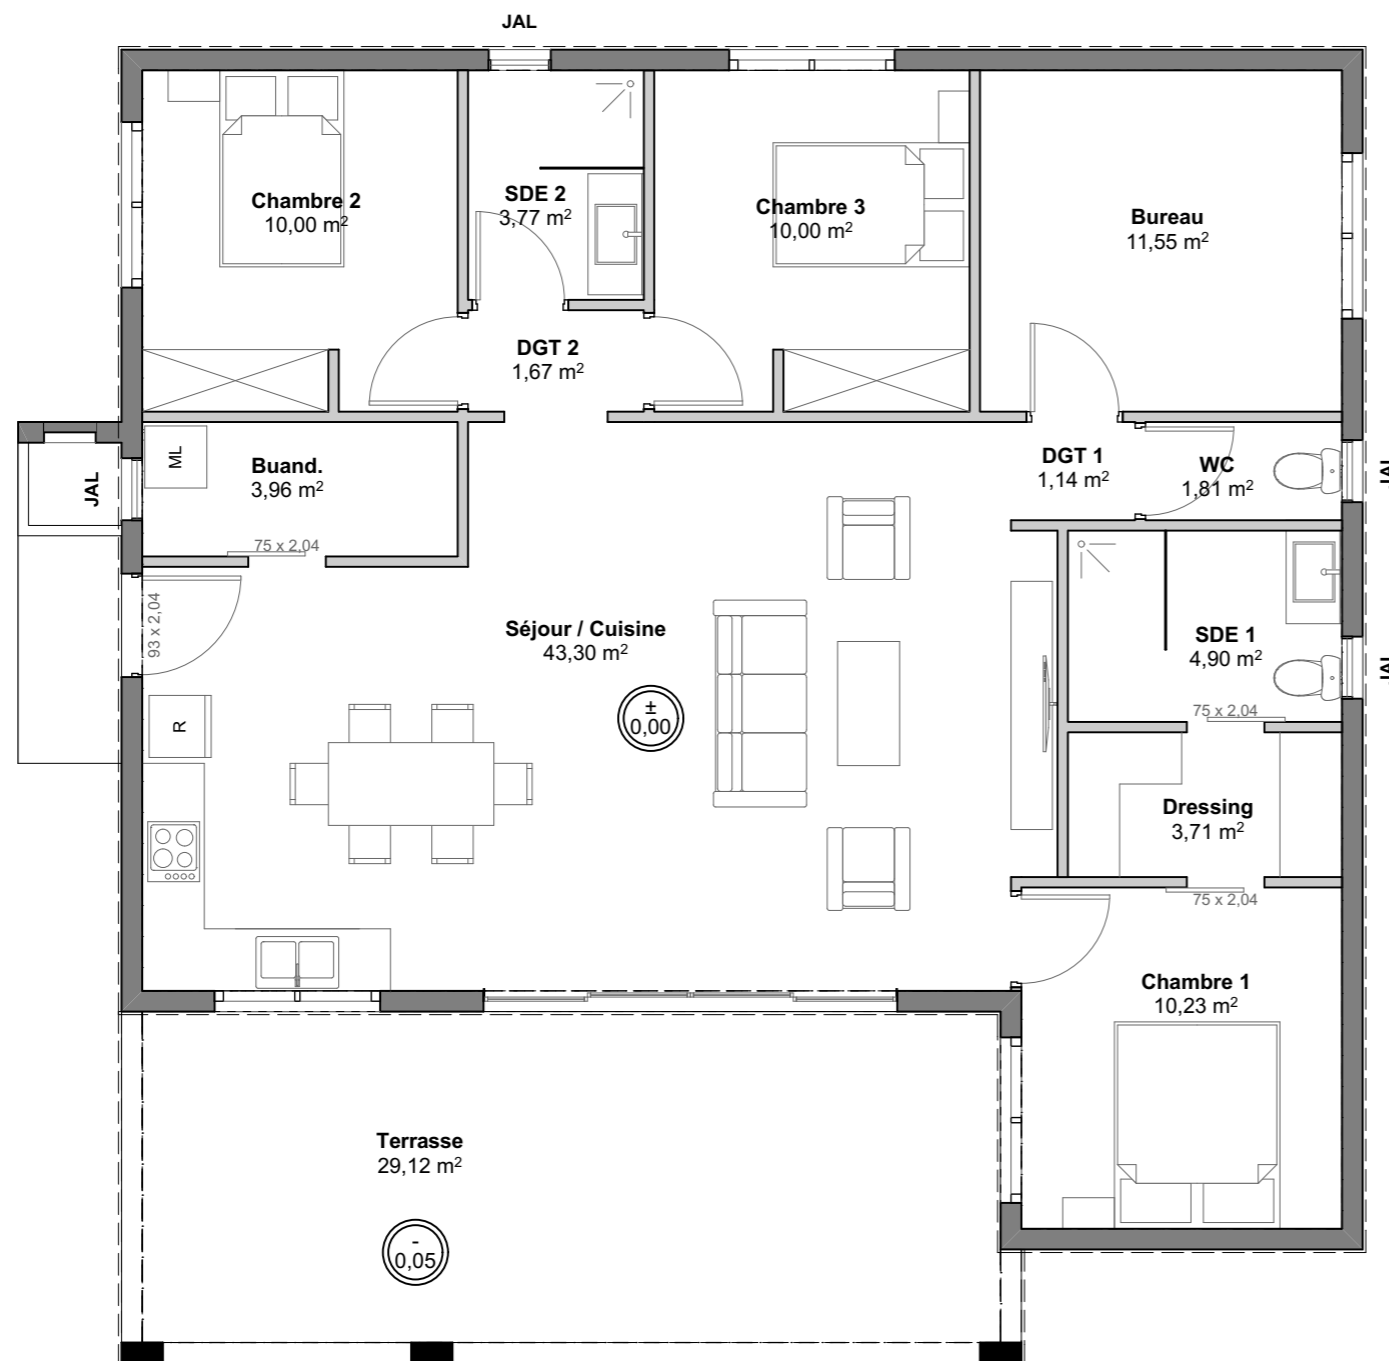 JAL
Chambre 2
10,00 m²
SDE 2
3,77 m²
Chambre 3
10,00 m²
Bureau
11,55 m²
DGT 2
1,67 m²
JAL
ML
Buand.
3,96 m²
75 x 2,04
DGT 1
1,14 m²
WC
1,81 m²
JAL
93 x 2,04
Séjour / Cuisine
43,30 m²
±
0,00
SDE 1
4,90 m²
JAL
75 x 2,04
R
Dressing
3,71 m²
75 x 2,04
Chambre 1
10,23 m²
Terrasse
29,12 m²
-
0,05